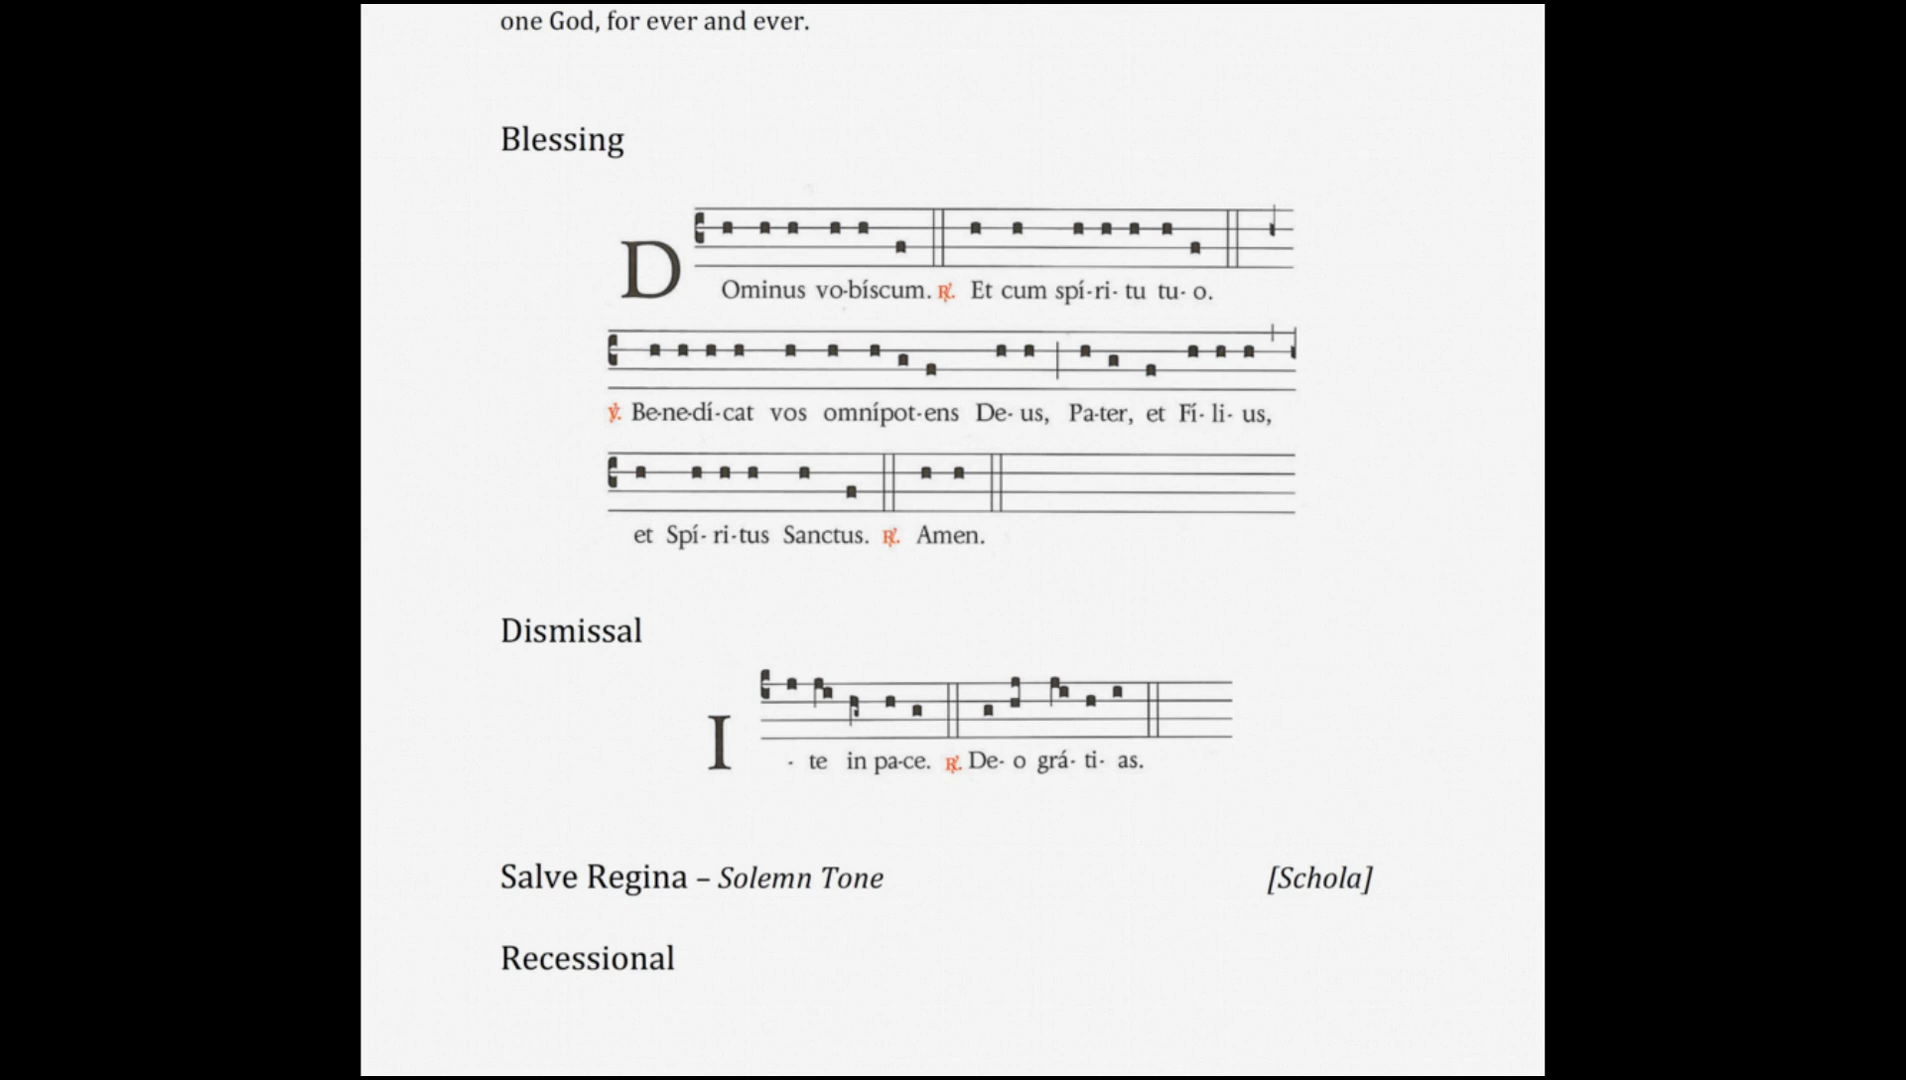 one God, for ever and ever.
Blessing
DOminus vo-bíscum. ℟. Et cum spí-ri- tu tu- o.
℣. Be-ne-dí-cat vos omnípot-ens De- us, Pa-ter, et Fí- li- us,
et Spí- ri-tus Sanctus. ℟. Amen.
Dismissal
I - te in pa-ce. ℟. De- o grá- ti- as.
Salve Regina – Solemn Tone [Schola]
Recessional